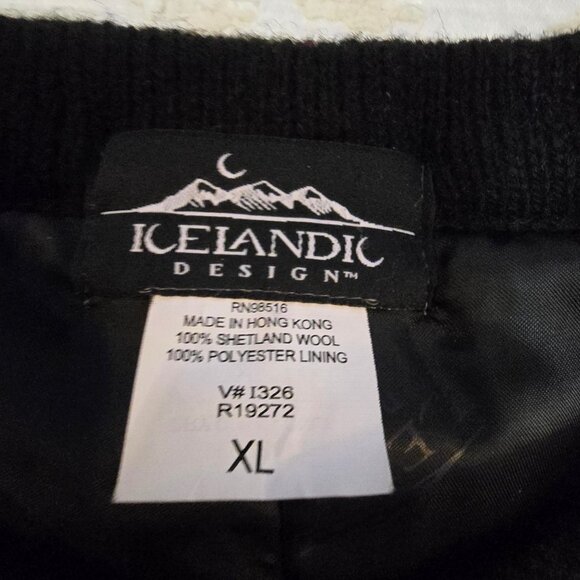 ICELANDIC
DESIGN™
RN98516
MADE IN HONG KONG
100% SHETLAND WOOL
100% POLYESTER LINING
V# I326
R19272
XL